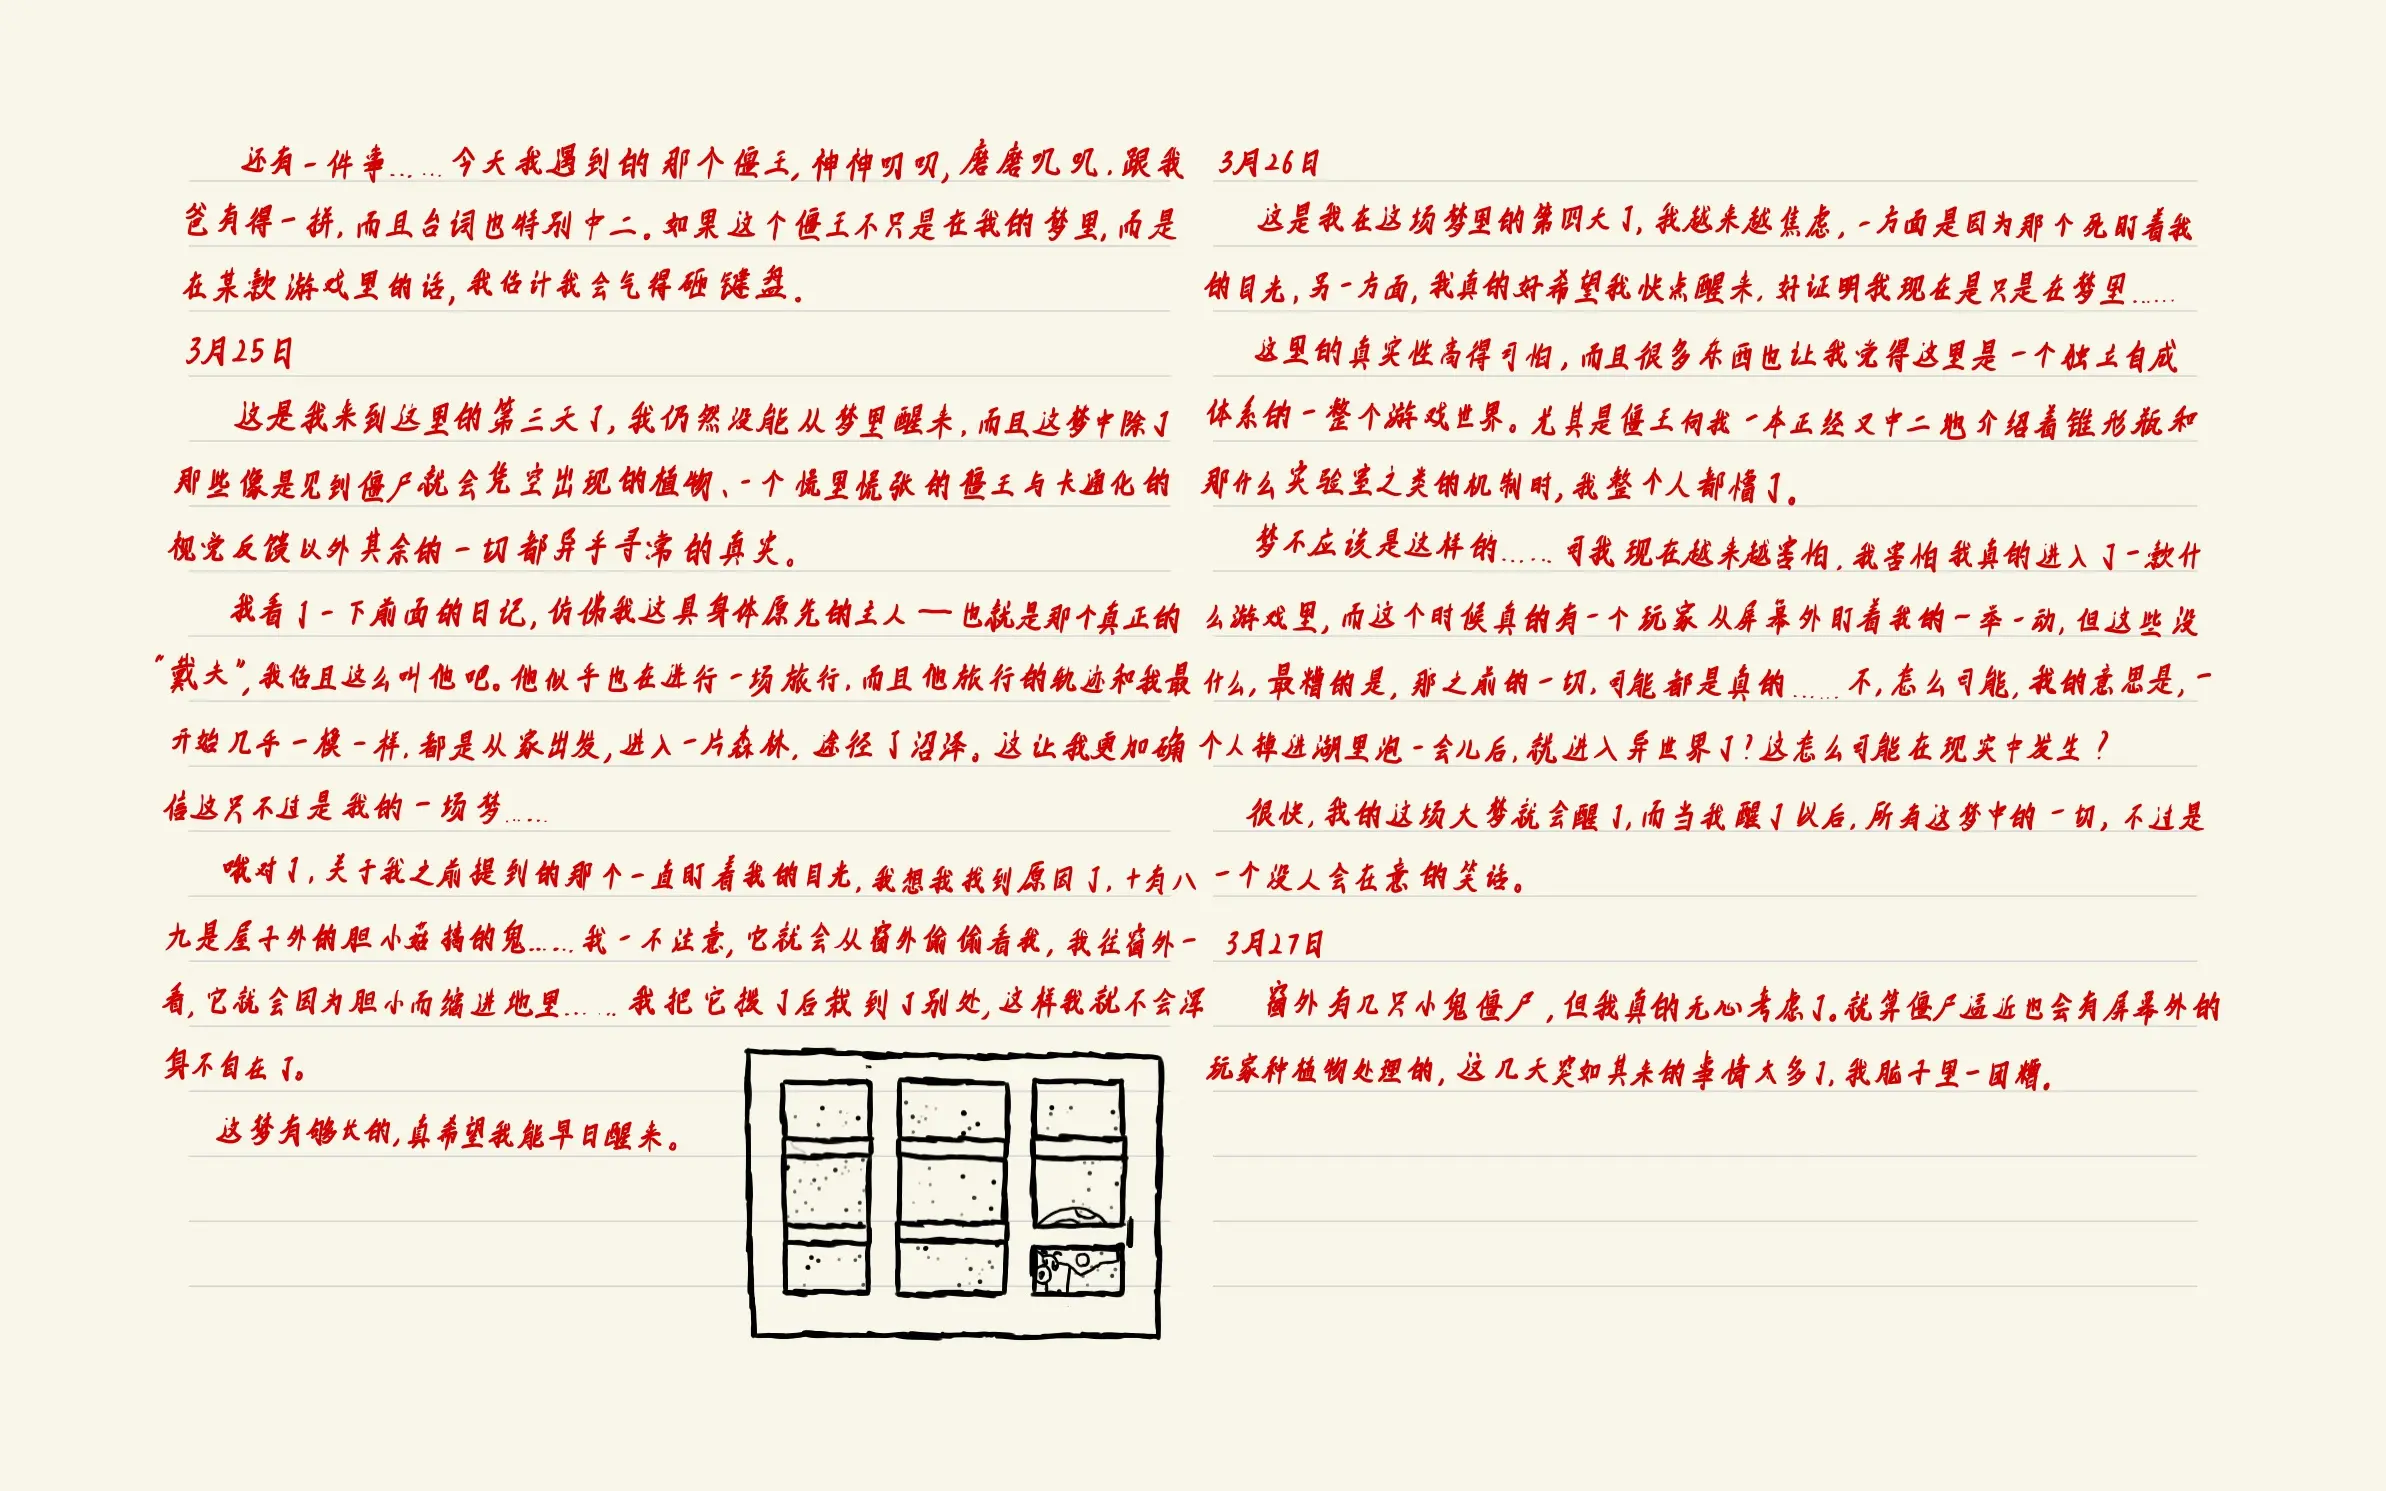 还有一件事……今天我遇到的那个僵王,神神叨叨,磨磨叽叽.跟我
爸有得一拼,而且台词也特别中二。如果这个僵王不只是在我的梦里,而是
在某款游戏里的话,我估计我会气得砸键盘.
3月25日
这是我来到这里的第三天了,我仍然没能从梦里醒来,而且这梦中除了
那些像是见到僵尸就会凭空出现的植物、一个慌里慌张的僵王与卡通化的
视觉反馈以外其余的一切都异乎寻常的真实。
我看了一下前面的日记,仿佛我这具身体原先的主人——也就是那个真正的
“戴夫”,我估且这么叫他吧。他似乎也在进行一场旅行.而且他旅行的轨迹和我最
开始几乎一模一样.都是从家出发,进入一片森林.途径了沼泽。这让我更加确
信这只不过是我的一场梦……
哦对了,关于我之前提到的那个一直盯着我的目光,我想我找到原因了.十有八
九是屋子外的胆小菇搞的鬼……我一不注意,它就会从窗外偷偷看我,我往窗外一
看,它就会因为胆小而缩进地里……我把它拔了后栽到了别处,这样我就不会浑
身不自在了。
这梦有够长的,真希望我能早日醒来。
3月26日
这是我在这场梦里的第四天了,我越来越焦虑,一方面是因为那个死盯着我
的目光,另一方面,我真的好希望我快点醒来.好证明我现在是只是在梦里……
这里的真实性高得可怕,而且很多东西也让我觉得这里是一个独立自成
体系的一整个游戏世界。尤其是僵王向我一本正经又中二地介绍着锥形瓶和
那什么实验室之类的机制时,我整个人都懵了。
梦不应该是这样的……可我现在越来越害怕.我害怕我真的进入了一款什
么游戏里,而这个时候真的有一个玩家从屏幕外盯着我的一举一动,但这些没
什么,最糟的是,那之前的一切.可能都是真的……不,怎么可能,我的意思是,一
个人掉进湖里泡一会儿后,就进入异世界了?这怎么可能在现实中发生?
很快,我的这场大梦就会醒了,而当我醒了以后.所有这梦中的一切,不过是
一个没人会在意的笑话。
3月27日
窗外有几只小鬼僵尸,但我真的无心考虑了。就算僵尸逼近也会有屏幕外的
玩家种植物处理的,这几天突如其来的事情太多了,我脑子里一团糟.